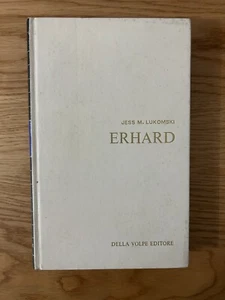 JESS M. LUKOMSKI
ERHARD
DELLA VOLPE EDITORE